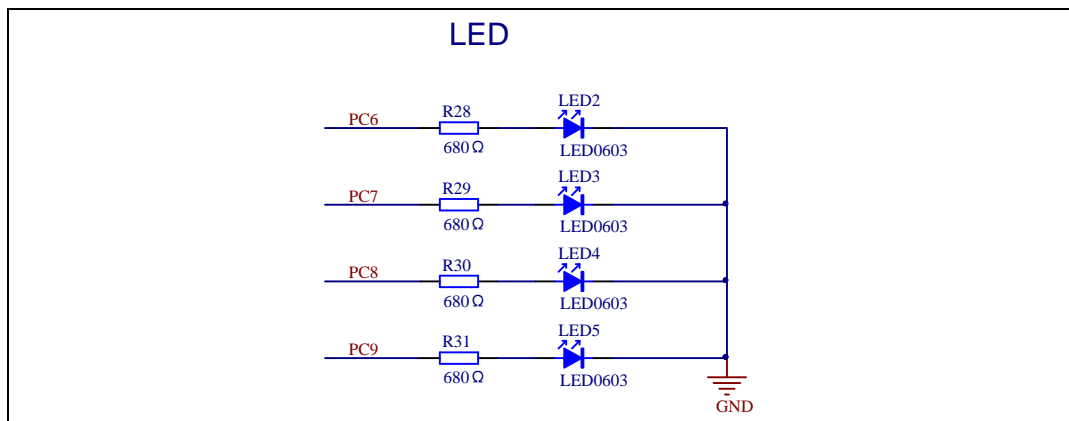 LED
LED2
R28
PC6
680Ω
LED0603
LED3
R29
PC7
680Ω
LED0603
LED4
R30
PC8
680Ω
LED0603
LED5
R31
PC9
680Ω
LED0603
GND